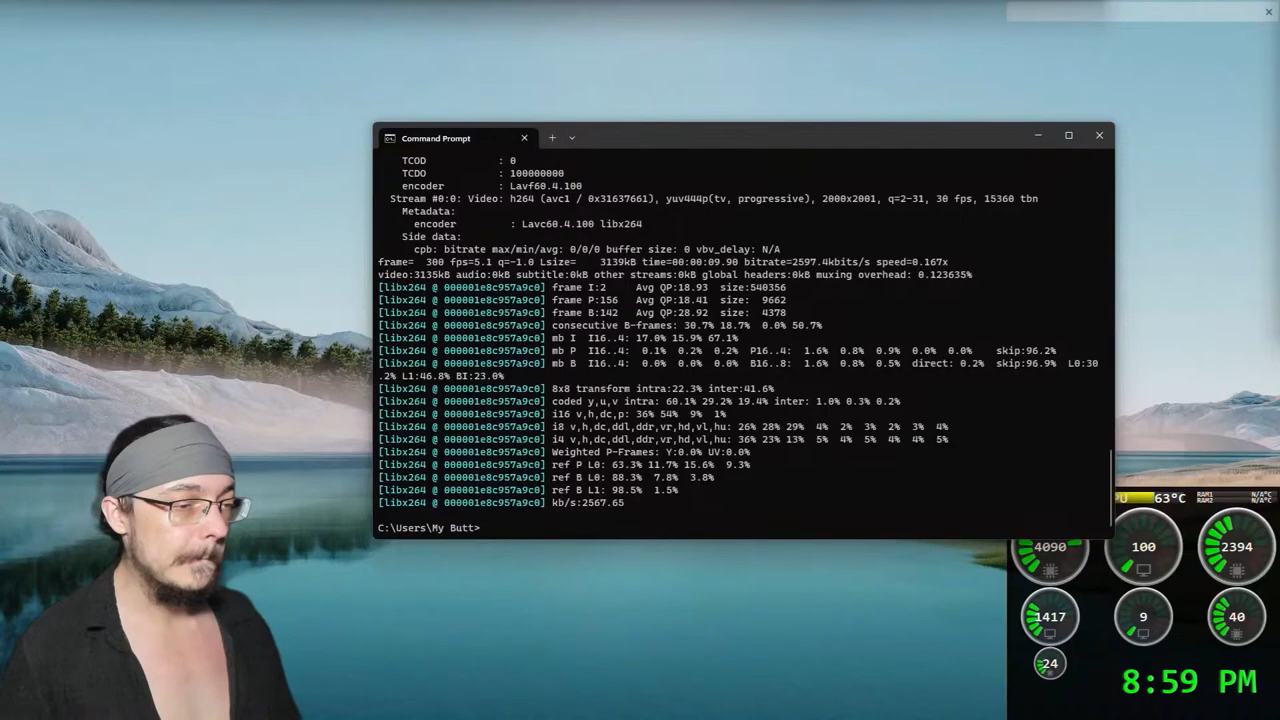 Command Prompt
TCOD : 0
TCDO : 100000000
encoder : Lavf60.4.100
Stream #0:0: Video: h264 (avc1 / 0x31637661), yuv444p(tv, progressive), 2000x2001, q=2-31, 30 fps, 15360 tbn
Metadata:
encoder : Lavc60.4.100 libx264
Side data:
cpb: bitrate max/min/avg: 0/0/0 buffer size: 0 vbv_delay: N/A
frame= 300 fps=5.1 q=-1.0 Lsize= 3139kB time=00:00:09.90 bitrate=2597.4kbits/s speed=0.167x
video:3135kB audio:0kB subtitle:0kB other streams:0kB global headers:0kB muxing overhead: 0.123635%
[libx264 @ 000001e8c957a9c0] frame I:2 Avg QP:18.93 size:540356
[libx264 @ 000001e8c957a9c0] frame P:156 Avg QP:18.41 size: 9662
[libx264 @ 000001e8c957a9c0] frame B:142 Avg QP:28.92 size: 4378
[libx264 @ 000001e8c957a9c0] consecutive B-frames: 30.7% 18.7% 0.0% 50.7%
[libx264 @ 000001e8c957a9c0] mb I I16..4: 17.0% 15.9% 67.1%
[libx264 @ 000001e8c957a9c0] mb P I16..4: 0.1% 0.2% 0.2% P16..4: 1.6% 0.8% 0.9% 0.0% 0.0% skip:96.2%
[libx264 @ 000001e8c957a9c0] mb B I16..4: 0.0% 0.0% 0.0% B16..8: 1.6% 0.8% 0.5% direct: 0.2% skip:96.9% L0:30
.2% L1:46.8% BI:23.0%
[libx264 @ 000001e8c957a9c0] 8x8 transform intra:22.3% inter:41.6%
[libx264 @ 000001e8c957a9c0] coded y,u,v intra: 60.1% 29.2% 19.4% inter: 1.0% 0.3% 0.2%
[libx264 @ 000001e8c957a9c0] i16 v,h,dc,p: 36% 54% 9% 1%
[libx264 @ 000001e8c957a9c0] i8 v,h,dc,ddl,ddr,vr,hd,vl,hu: 26% 28% 29% 4% 2% 3% 2% 3% 4%
[libx264 @ 000001e8c957a9c0] i4 v,h,dc,ddl,ddr,vr,hd,vl,hu: 36% 23% 13% 5% 4% 5% 4% 4% 5%
[libx264 @ 000001e8c957a9c0] Weighted P-Frames: Y:0.0% UV:0.0%
[libx264 @ 000001e8c957a9c0] ref P L0: 63.3% 11.7% 15.6% 9.3%
[libx264 @ 000001e8c957a9c0] ref B L0: 88.3% 7.8% 3.8%
[libx264 @ 000001e8c957a9c0] ref B L1: 98.5% 1.5%
[libx264 @ 000001e8c957a9c0] kb/s:2567.65
C:\Users\My Butt>
U 63°C RAM1 N/A°C
RAM2 N/A°C
4090 100 2394
1417 9 40
24
8:59 PM